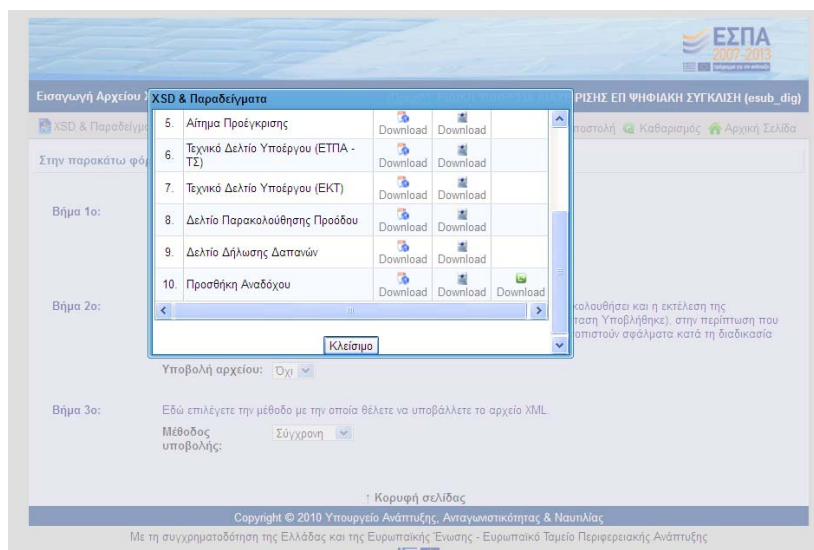 ΕΣΠΑ
2007-2013
Εισαγωγή Αρχείου
ΡΙΣΗΣ ΕΠ ΨΗΦΙΑΚΗ ΣΥΓΚΛΙΣΗ (esub_dig)
XSD & Παραδείγματα
XSD & Παραδείγμ
ποστολή Καθαρισμός Αρχική Σελίδα
5. Αίτημα Προέγκρισης Download Download
Στην παρακάτω φόρ
6. Τεχνικό Δελτίο Υποέργου (ΕΤΠΑ -
ΤΣ) Download Download
7. Τεχνικό Δελτίο Υποέργου (ΕΚΤ) Download Download
Βήμα 1ο:
8. Δελτίο Παρακολούθησης Προόδου Download Download
9. Δελτίο Δήλωσης Δαπανών Download Download
10. Προσθήκη Αναδόχου Download Download Download
Βήμα 2ο:
κολουθήσει και η εκτέλεση της
ταση Υποβλήθηκε), στην περίπτωση που
οπιστούν σφάλματα κατά τη διαδικασία
Κλείσιμο
Υποβολή αρχείου: Όχι
Βήμα 3ο: Εδώ επιλέγετε την μέθοδο με την οποία θέλετε να υποβάλλετε το αρχείο XML.
Μέθοδος
υποβολής: Σύγχρονη
↑ Κορυφή σελίδας
Copyright © 2010 Υπουργείο Ανάπτυξης, Ανταγωνιστικότητας & Ναυτιλίας
Με τη συγχρηματοδότηση της Ελλάδας και της Ευρωπαϊκής Ένωσης - Ευρωπαϊκό Ταμείο Περιφερειακής Ανάπτυξης